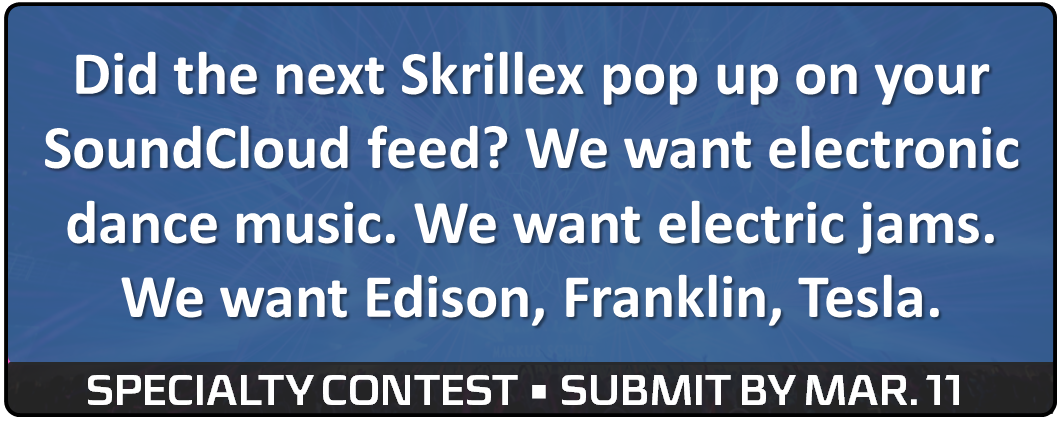 Did the next Skrillex pop up on your
SoundCloud feed? We want electronic
dance music. We want electric jams.
We want Edison, Franklin, Tesla.
SPECIALTY CONTEST ▪ SUBMIT BY MAR. 11